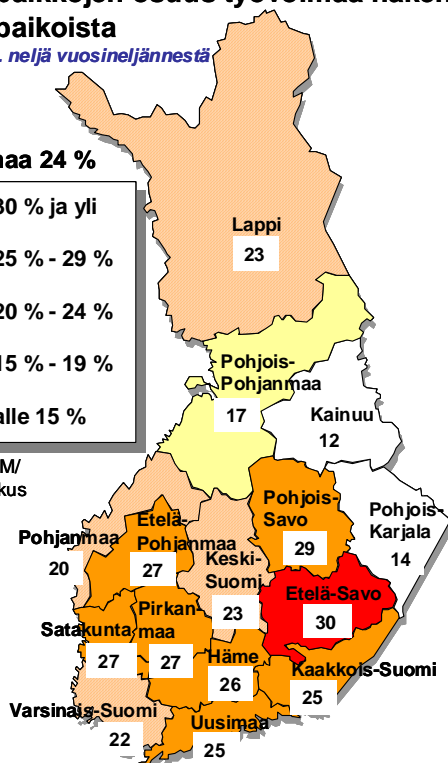 paikoista
neljä vuosineljännestä
24 %
30 % ja yli
25 % - 29 %
20 % - 24 %
15 % - 19 %
alle 15 %
Lappi
23
Pohjois-
Pohjanmaa
17
Kainuu
12
Pohjois-
Savo
29
Pohjois-
Karjala
14
Pohjanmaa
20
Etelä-
Pohjanmaa
27
Keski-
Suomi
23
Etelä-Savo
30
Satakunta
27
Pirkan-
maa
27
Häme
26
Kaakkois-Suomi
25
Varsinais-Suomi
22
Uusimaa
25